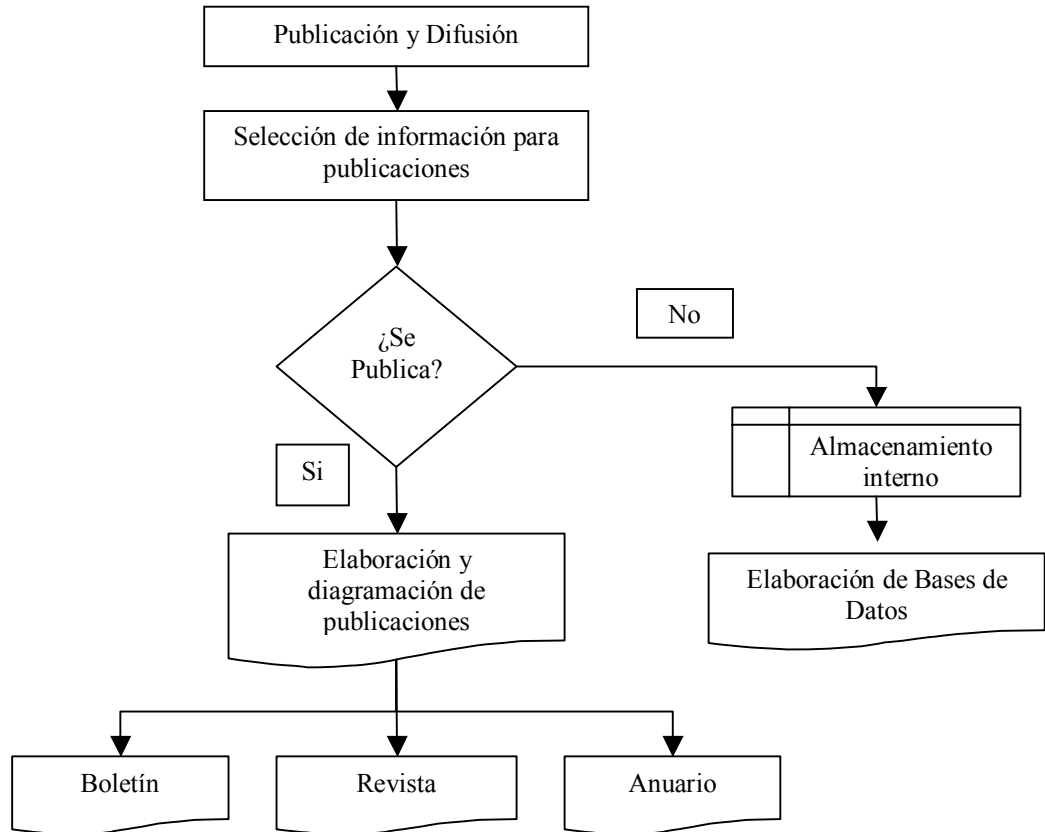 Publicación y Difusión
Selección de información para
publicaciones
¿Se
Publica?
No
Si
Almacenamiento
interno
Elaboración y
diagramación de
publicaciones
Elaboración de Bases de
Datos
Boletín
Revista
Anuario